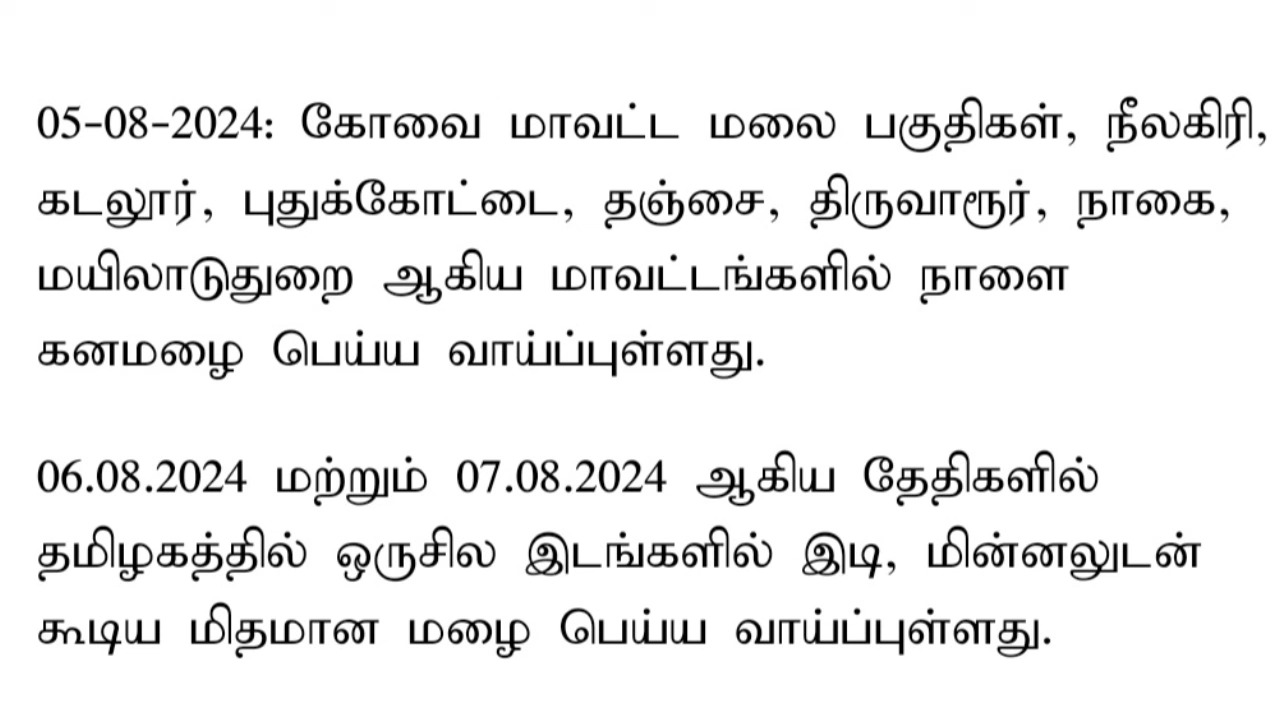 05-08-2024: கோவை மாவட்ட மலை பகுதிகள், நீலகிரி,
கடலூர், புதுக்கோட்டை, தஞ்சை, திருவாரூர், நாகை,
மயிலாடுதுறை ஆகிய மாவட்டங்களில் நாளை
கனமழை பெய்ய வாய்ப்புள்ளது.
06.08.2024 மற்றும் 07.08.2024 ஆகிய தேதிகளில்
தமிழகத்தில் ஒருசில இடங்களில் இடி, மின்னலுடன்
கூடிய மிதமான மழை பெய்ய வாய்ப்புள்ளது.